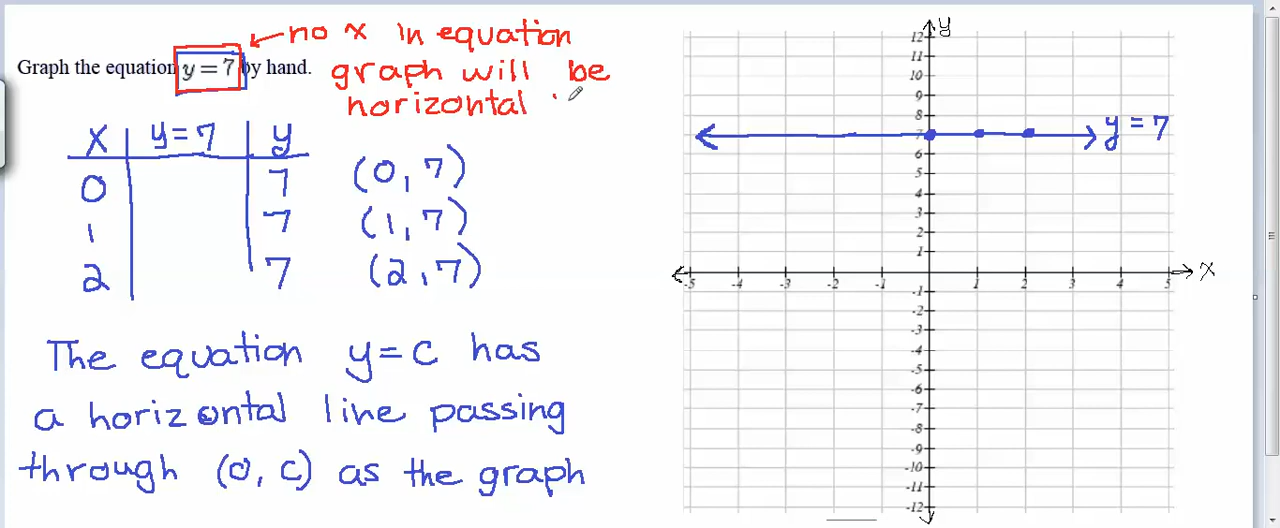 Graph the equation y = 7 by hand.
no x in equation
graph will be
horizontal
x y=7 y
0 7 (0, 7)
1 7 (1, 7)
2 7 (2, 7)
The equation y=c has
a horizontal line passing
through (0, c) as the graph
y
12
11
10
9
8
7
6
5
4
3
2
1
y = 7
-5 -4 -3 -2 -1 1 2 3 4 5 x
-1
-2
-3
-4
-5
-6
-7
-8
-9
-10
-11
-12